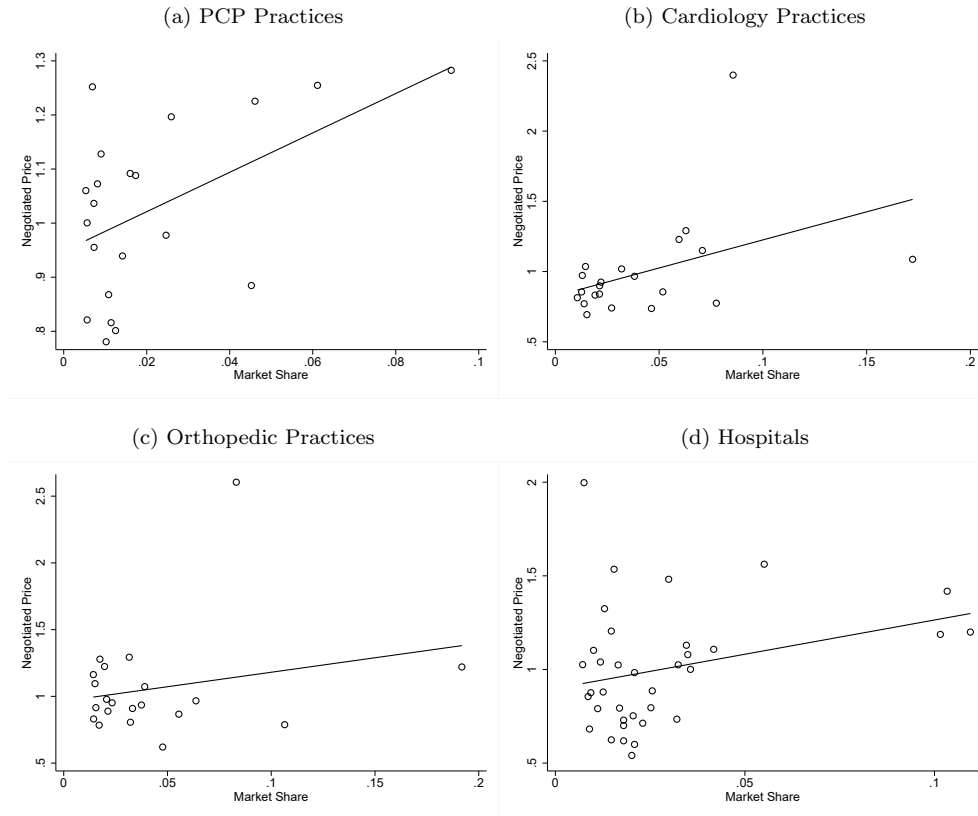 (a) PCP Practices
Negotiated Price
1.3
1.2
1.1
1
.9
.8
0 .02 .04 .06 .08 .1
Market Share
(b) Cardiology Practices
Negotiated Price
2.5
2
1.5
1
.5
0 .05 .1 .15 .2
Market Share
(c) Orthopedic Practices
Negotiated Price
2.5
2
1.5
1
.5
0 .05 .1 .15 .2
Market Share
(d) Hospitals
Negotiated Price
2
1.5
1
.5
0 .05 .1
Market Share